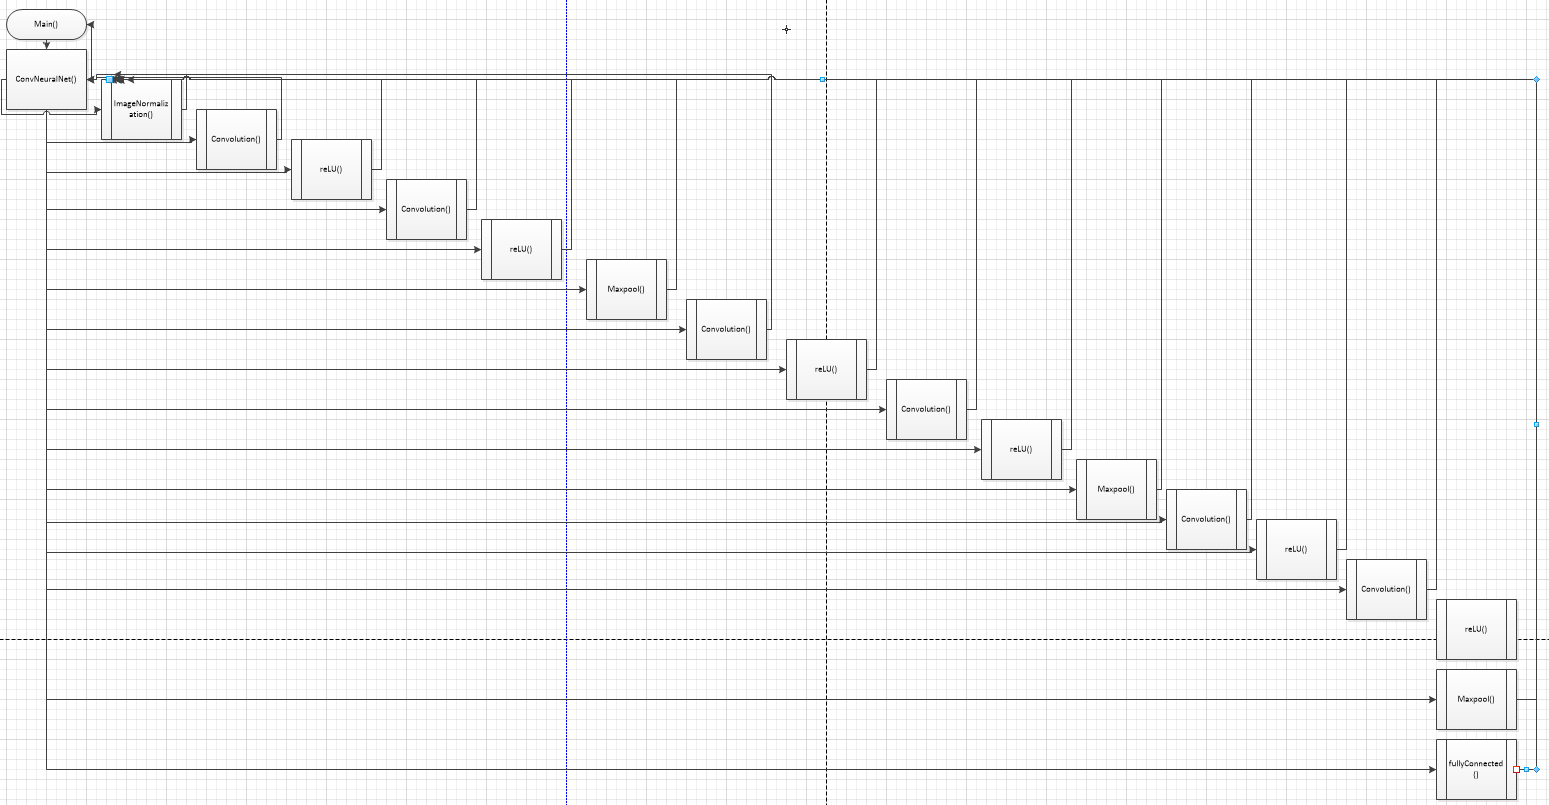 Main()
ConvNeuralNet()
ImageNormaliz
ation()
Convolution()
reLU()
Convolution()
reLU()
Maxpool()
Convolution()
reLU()
Convolution()
reLU()
Maxpool()
Convolution()
reLU()
Convolution()
reLU()
Maxpool()
fullyConnected
()